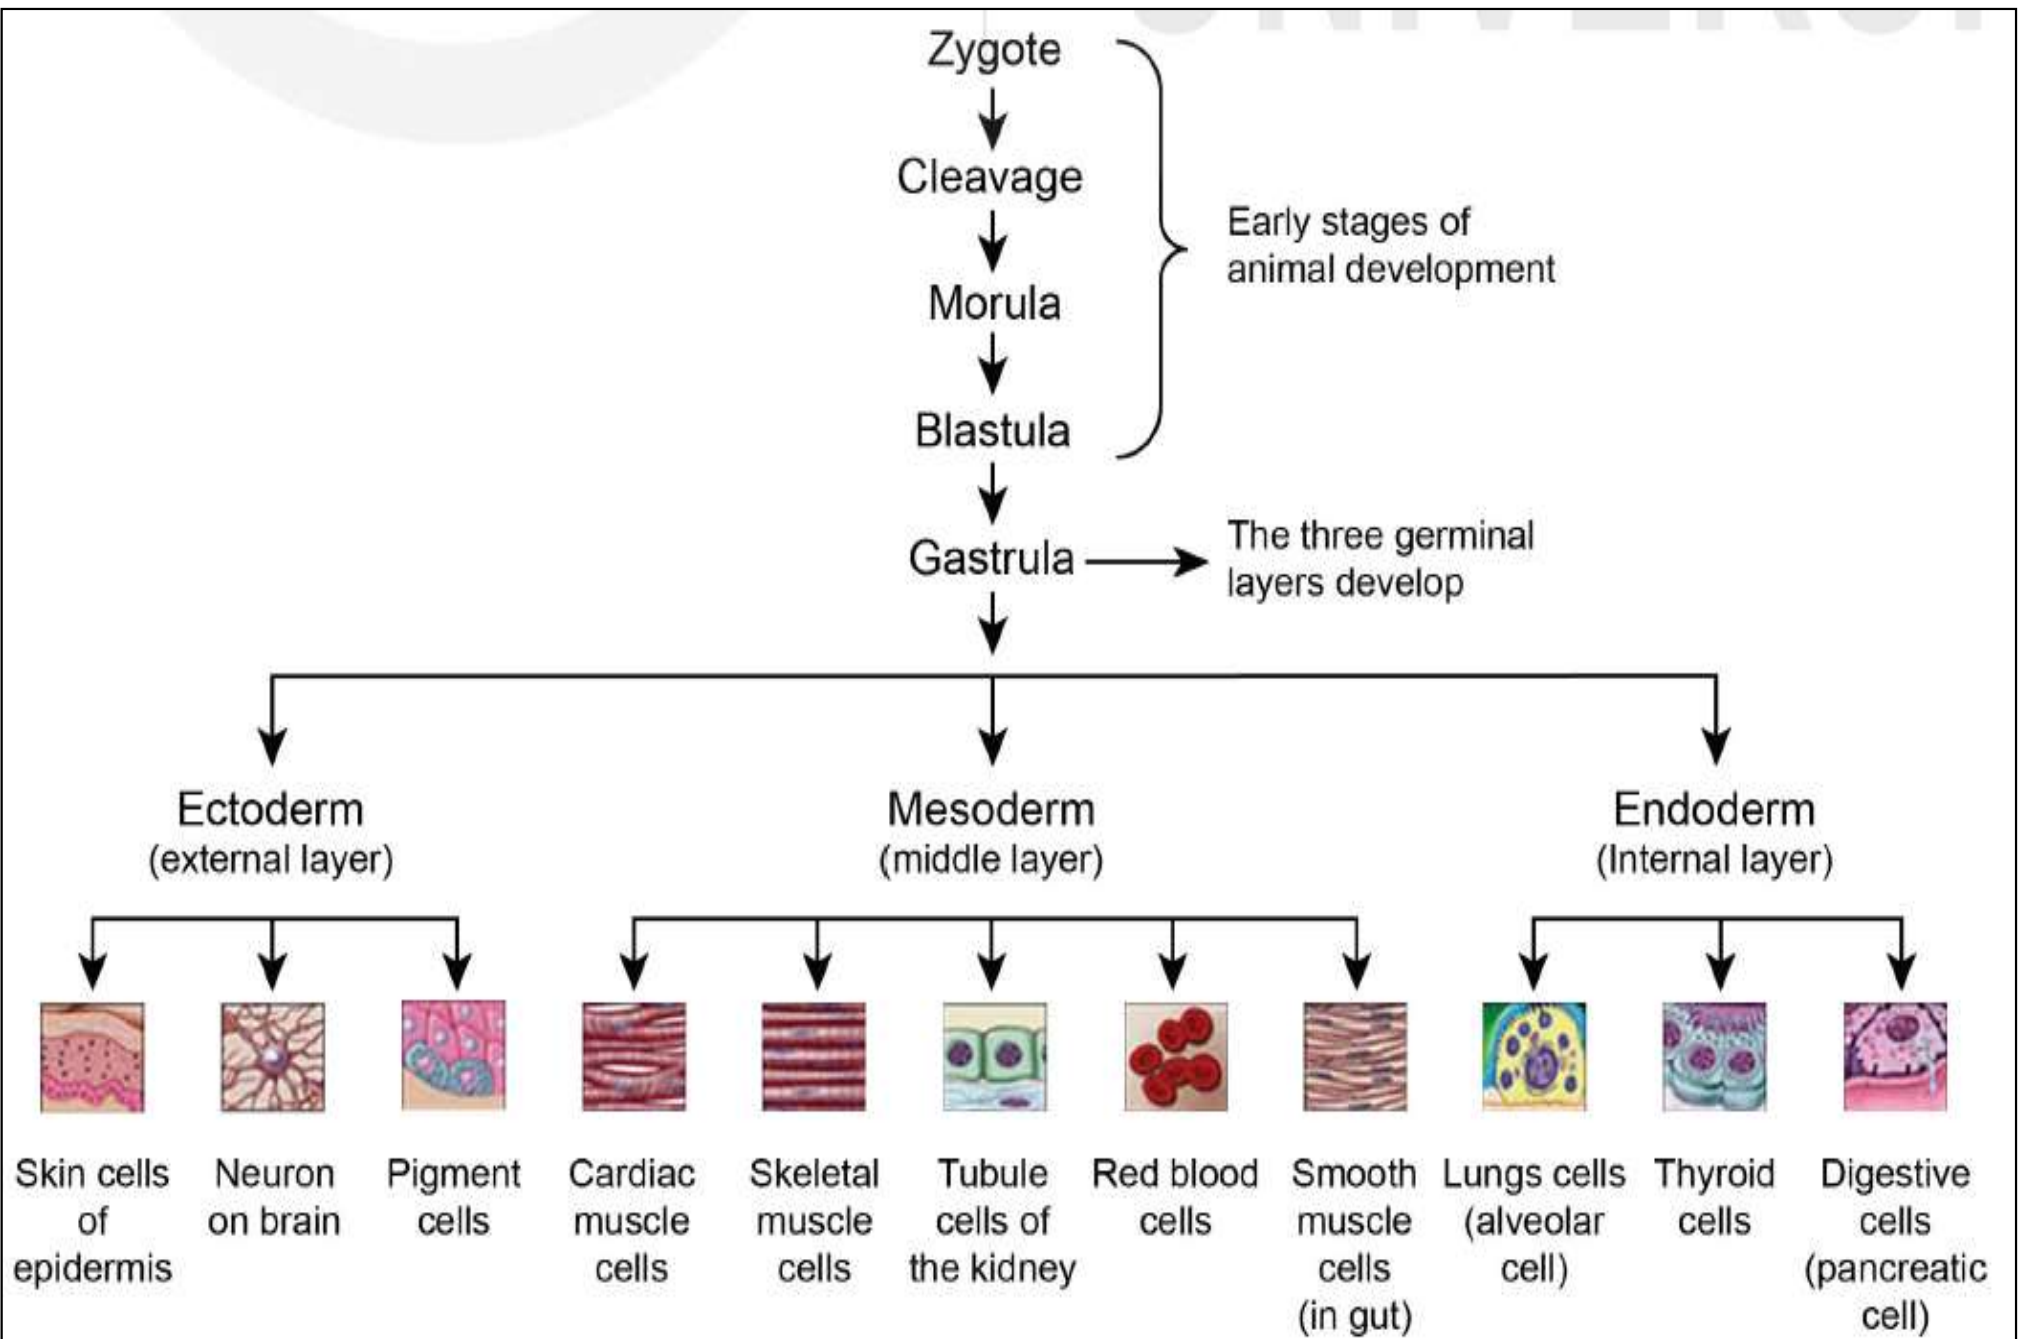 Zygote
Cleavage
Early stages of
animal development
Morula
Blastula
Gastrula
The three germinal
layers develop
Ectoderm
(external layer)
Mesoderm
(middle layer)
Endoderm
(Internal layer)
Skin cells
of
epidermis
Neuron
on brain
Pigment
cells
Cardiac
muscle
cells
Skeletal
muscle
cells
Tubule
cells of
the kidney
Red blood
cells
Smooth
muscle
cells
(in gut)
Lungs cells
(alveolar
cell)
Thyroid
cells
Digestive
cells
(pancreatic
cell)